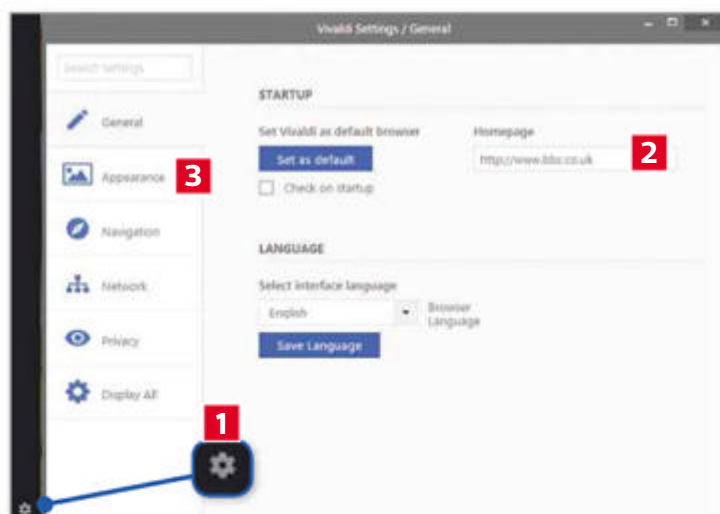 Vivaldi Settings / General
Search settings
General
Appearance
3
Navigation
Network
Privacy
Display All
1
STARTUP
Set Vivaldi as default browser
Set as default
Check on startup
Homepage
http://www.bbc.co.uk
2
LANGUAGE
Select interface language
English
Browser
Language
Save Language